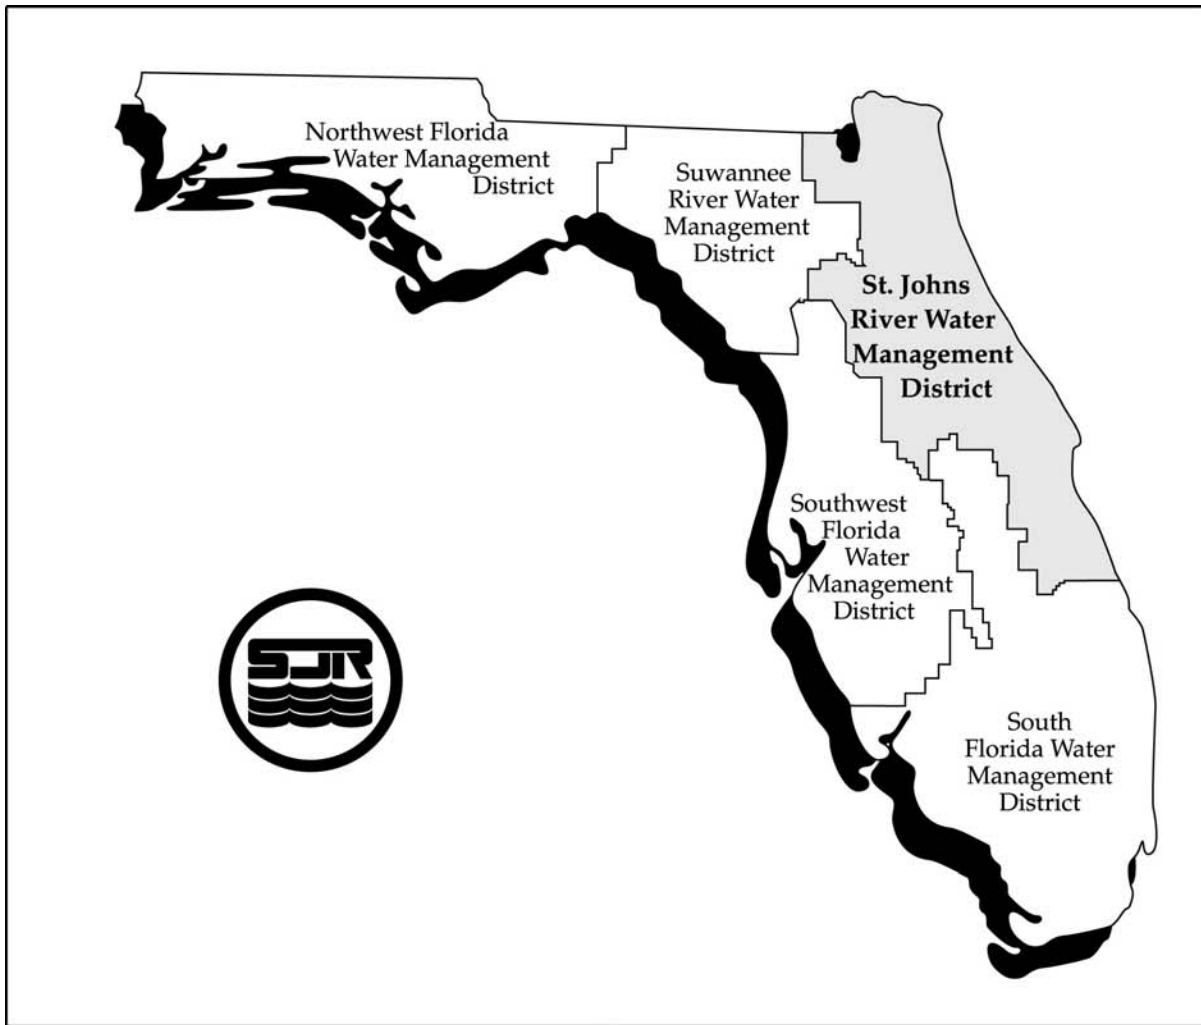 Northwest Florida
Water Management
District
Suwannee
River Water
Management
District
St. Johns
River Water
Management
District
Southwest
Florida
Water
Management
District
SJR
South
Florida Water
Management
District